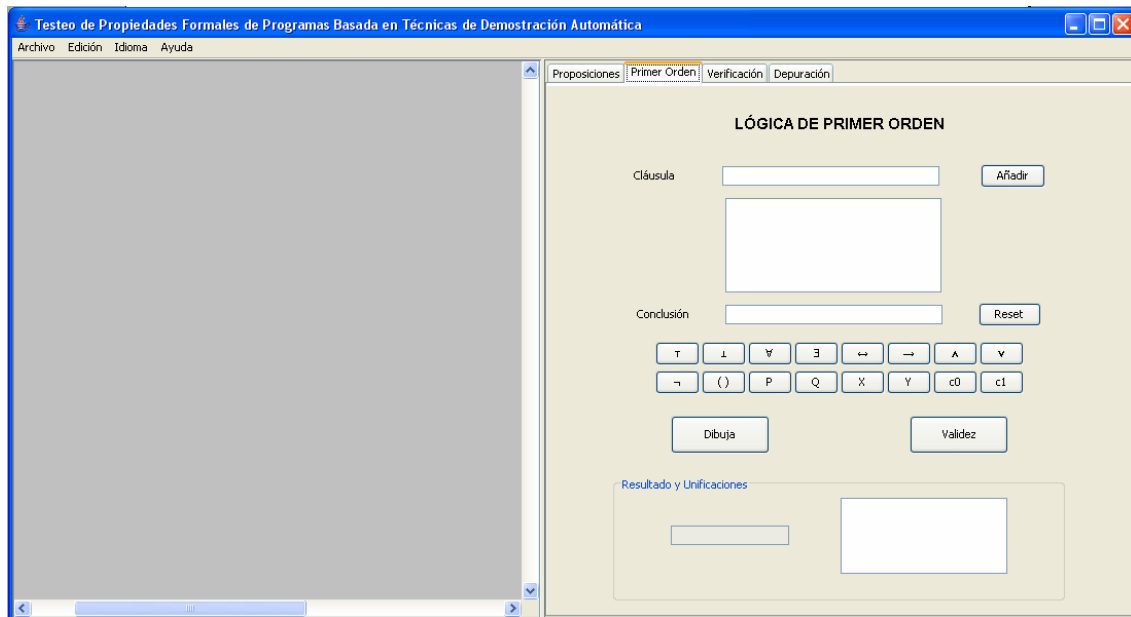 Testeo de Propiedades Formales de Programas Basada en Técnicas de Demostración Automática
Archivo Edición Idioma Ayuda
Proposiciones Primer Orden Verificación Depuración
LÓGICA DE PRIMER ORDEN
Cláusula Añadir
Conclusión Reset
⊤ ⊥ ∀ ∃ ↔ → ∧ ∨
¬ ( ) P Q X Y c0 c1
Dibuja Validez
Resultado y Unificaciones